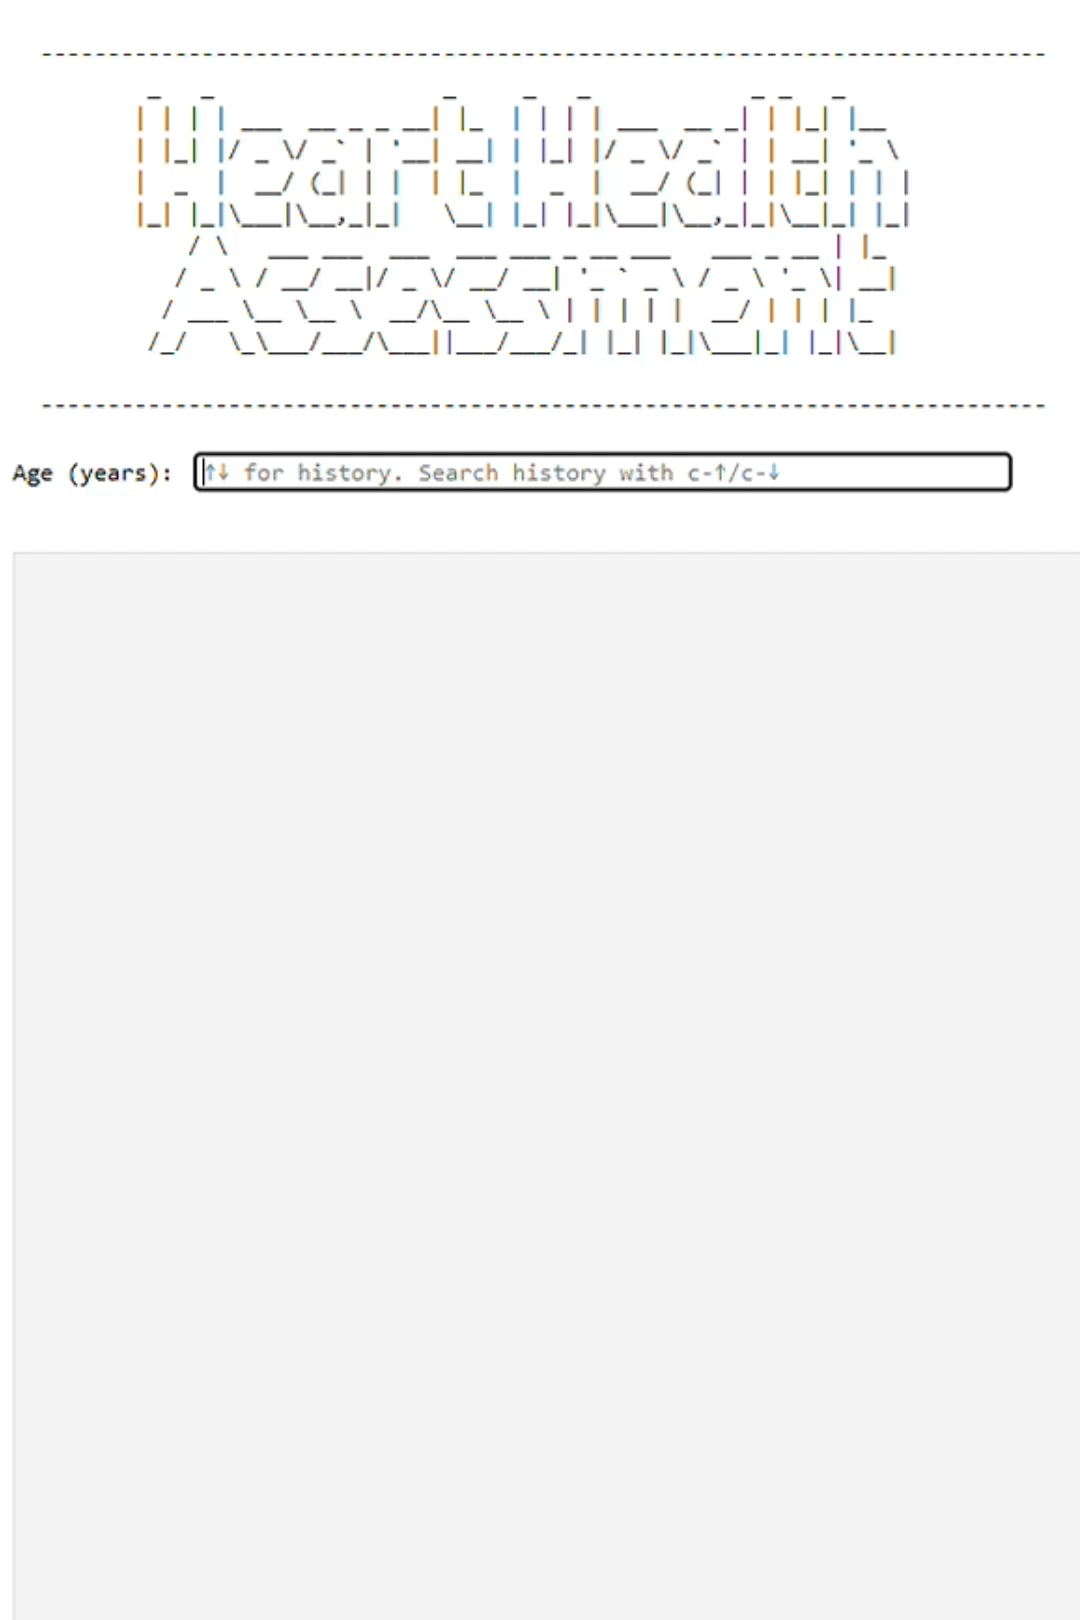 Heart Health
Assessment
Age (years): ↑↓ for history. Search history with c-↑/c-↓